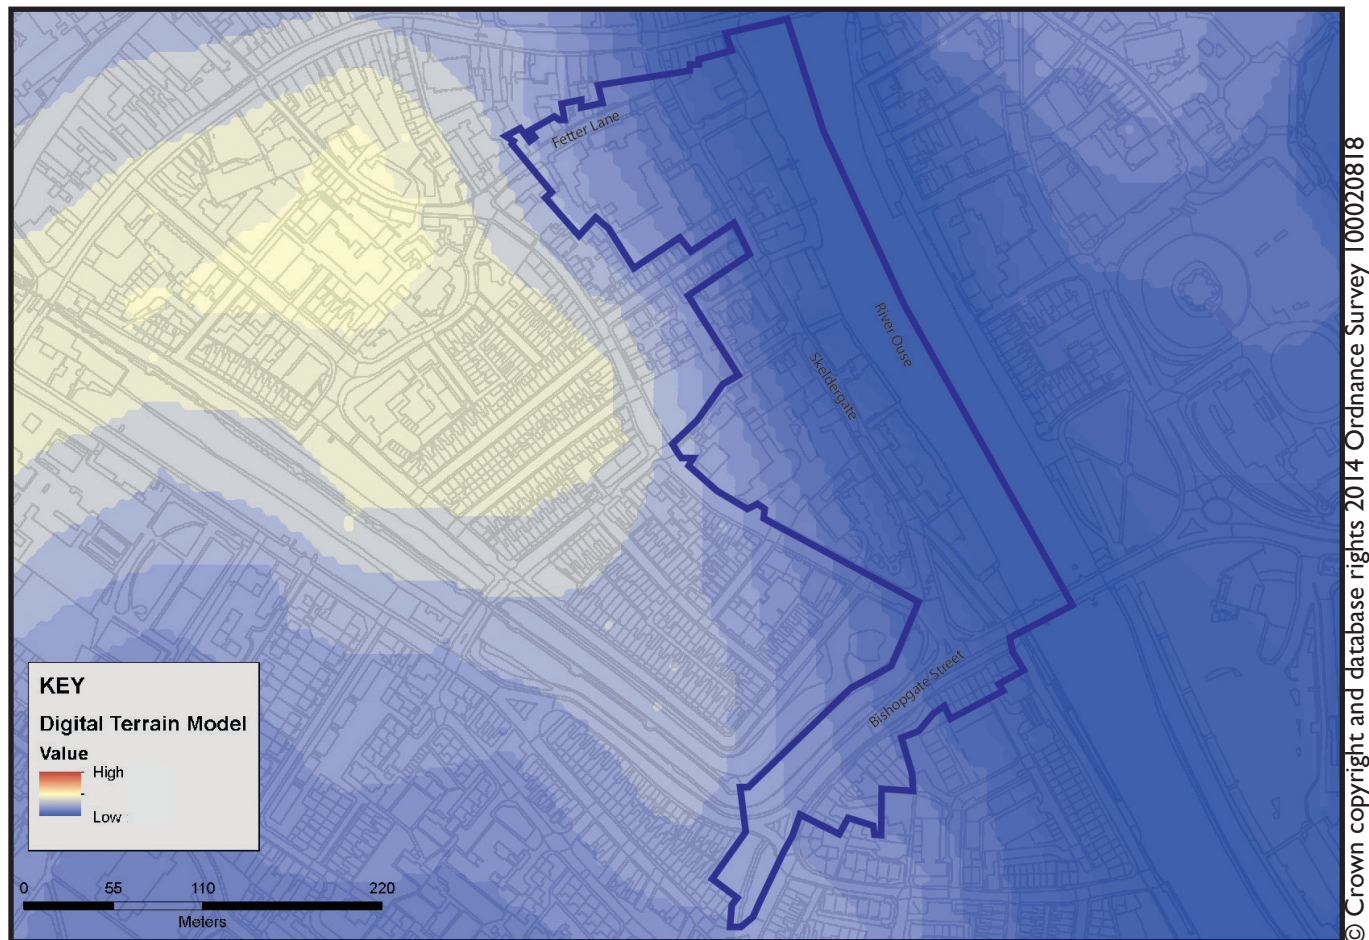 Fetter Lane
River Ouse
Skeldergate
Bishopgate Street
KEY
Digital Terrain Model
Value
High
Low :
0 55 110 220
Meters
© Crown copyright and database rights 2014 Ordnance Survey 100020818